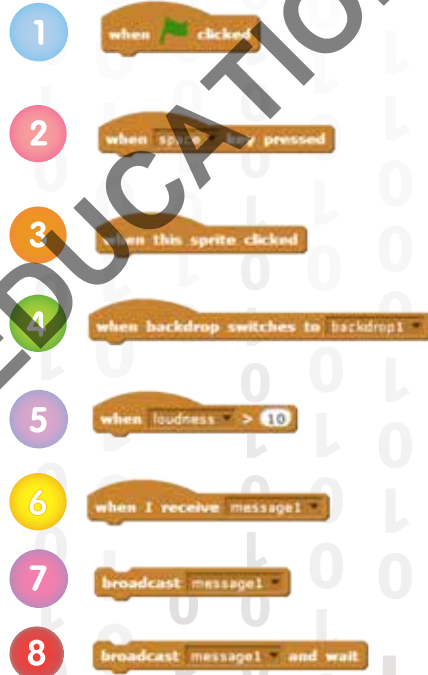 1 when clicked
2 when space key pressed
3 when this sprite clicked
4 when backdrop switches to backdrop1
5 when loudness > 10
6 when I receive message1
7 broadcast message1
8 broadcast message1 and wait
EDUCATION